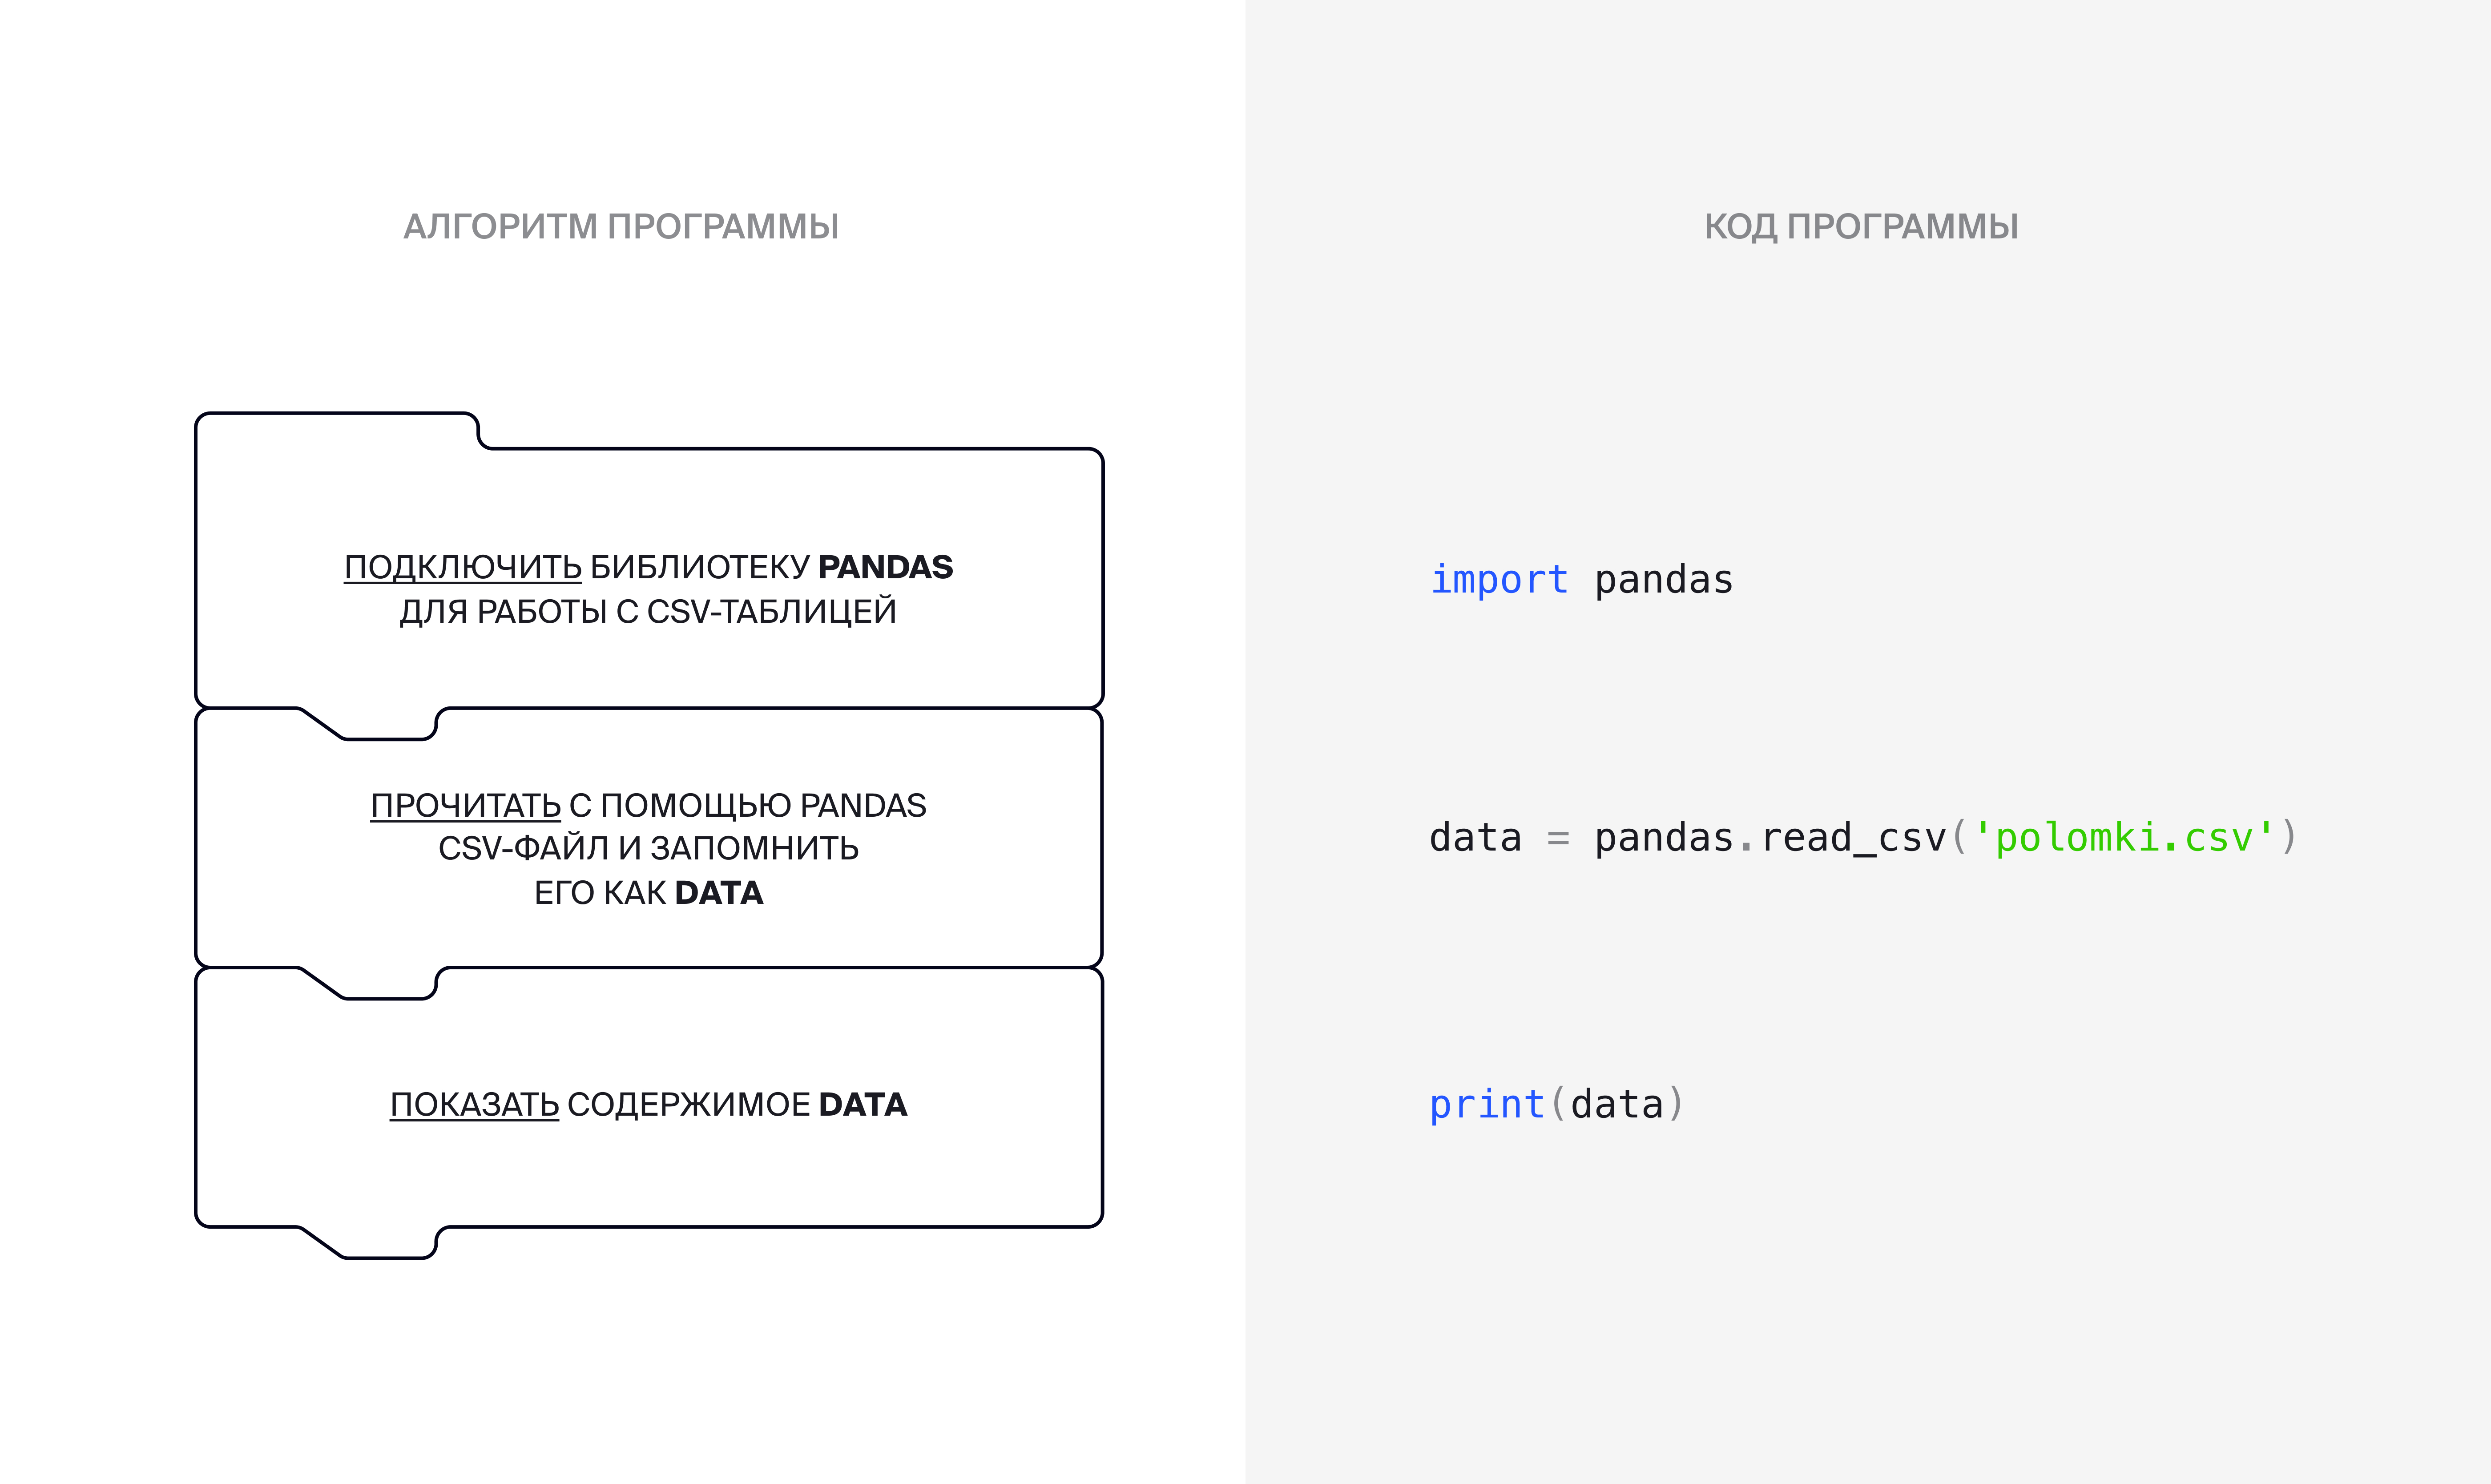 АЛГОРИТМ ПРОГРАММЫ
ПОДКЛЮЧИТЬ БИБЛИОТЕКУ PANDAS
ДЛЯ РАБОТЫ С CSV-ТАБЛИЦЕЙ
ПРОЧИТАТЬ С ПОМОЩЬЮ PANDAS
CSV-ФАЙЛ И ЗАПОМНИТЬ
ЕГО КАК DATA
ПОКАЗАТЬ СОДЕРЖИМОЕ DATA
КОД ПРОГРАММЫ
import pandas
data = pandas.read_csv('polomki.csv')
print(data)